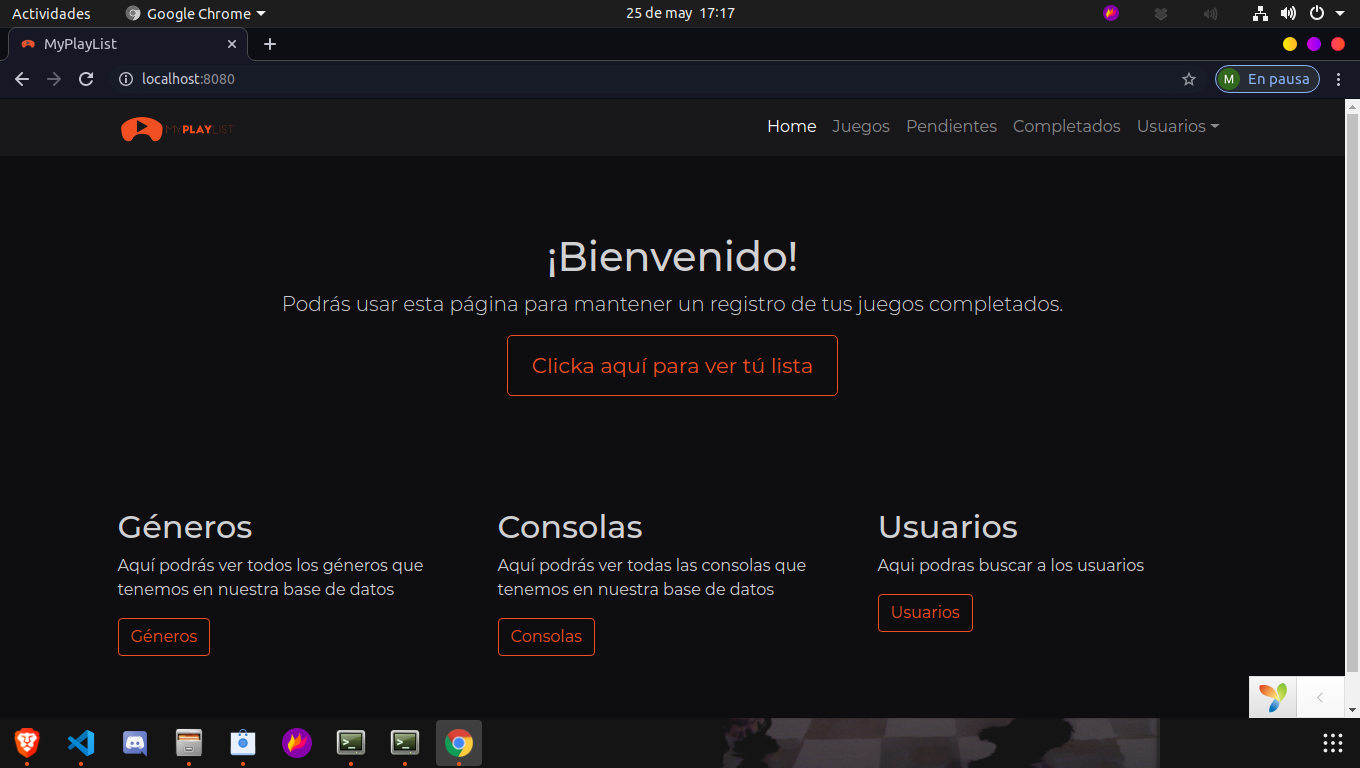 Actividades Google Chrome 25 de may 17:17
MyPlayList
localhost:8080 M En pausa
MYPLAYLIST Home Juegos Pendientes Completados Usuarios
¡Bienvenido!
Podrás usar esta página para mantener un registro de tus juegos completados.
Clicka aquí para ver tú lista
Géneros
Aquí podrás ver todos los géneros que
tenemos en nuestra base de datos
Géneros
Consolas
Aquí podrás ver todas las consolas que
tenemos en nuestra base de datos
Consolas
Usuarios
Aqui podras buscar a los usuarios
Usuarios